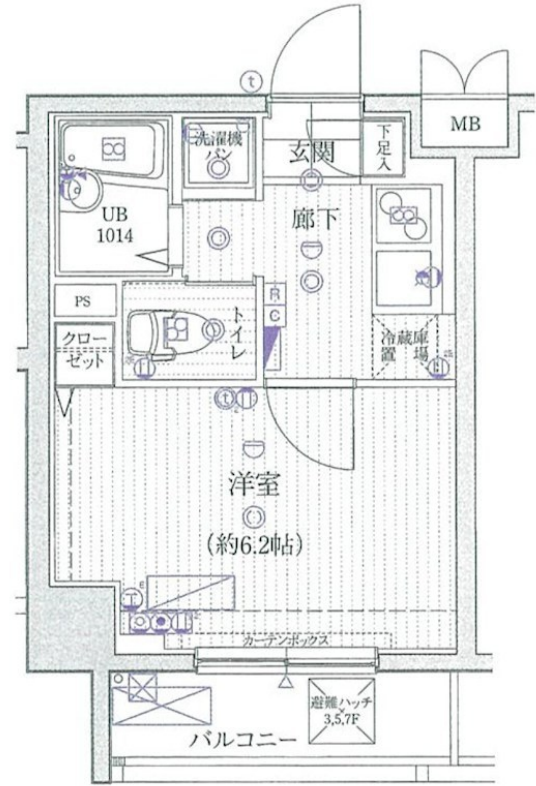 t
MB
洗濯機
パン
玄関
下足入
UB
1014
廊下
PS
トイレ
R
C
クロー
ゼット
冷蔵庫
置場
t
洋室
(約6.2帖)
カーテンボックス
バルコニー
避難ハッチ
3,5,7F